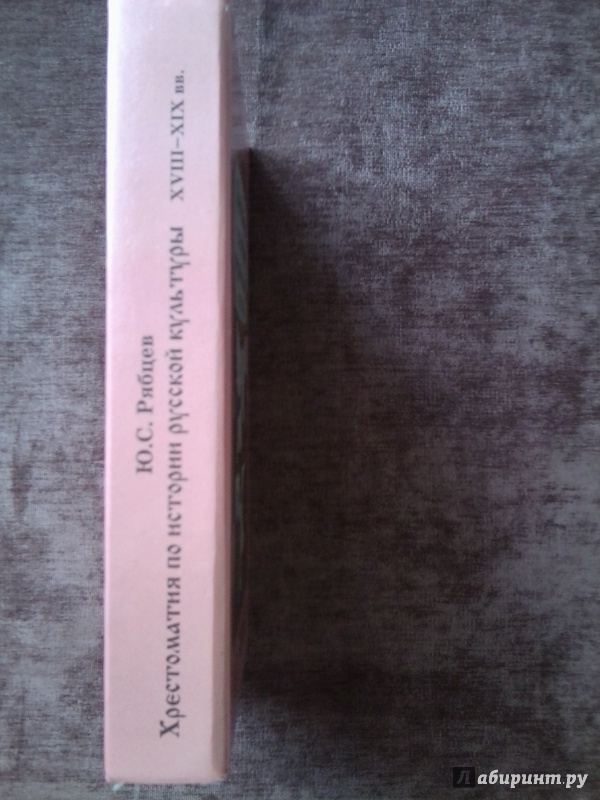 Ю.С. Рябцев
Хрестоматия по истории русской культуры XVIII–XIX вв.
Лабиринт.ру